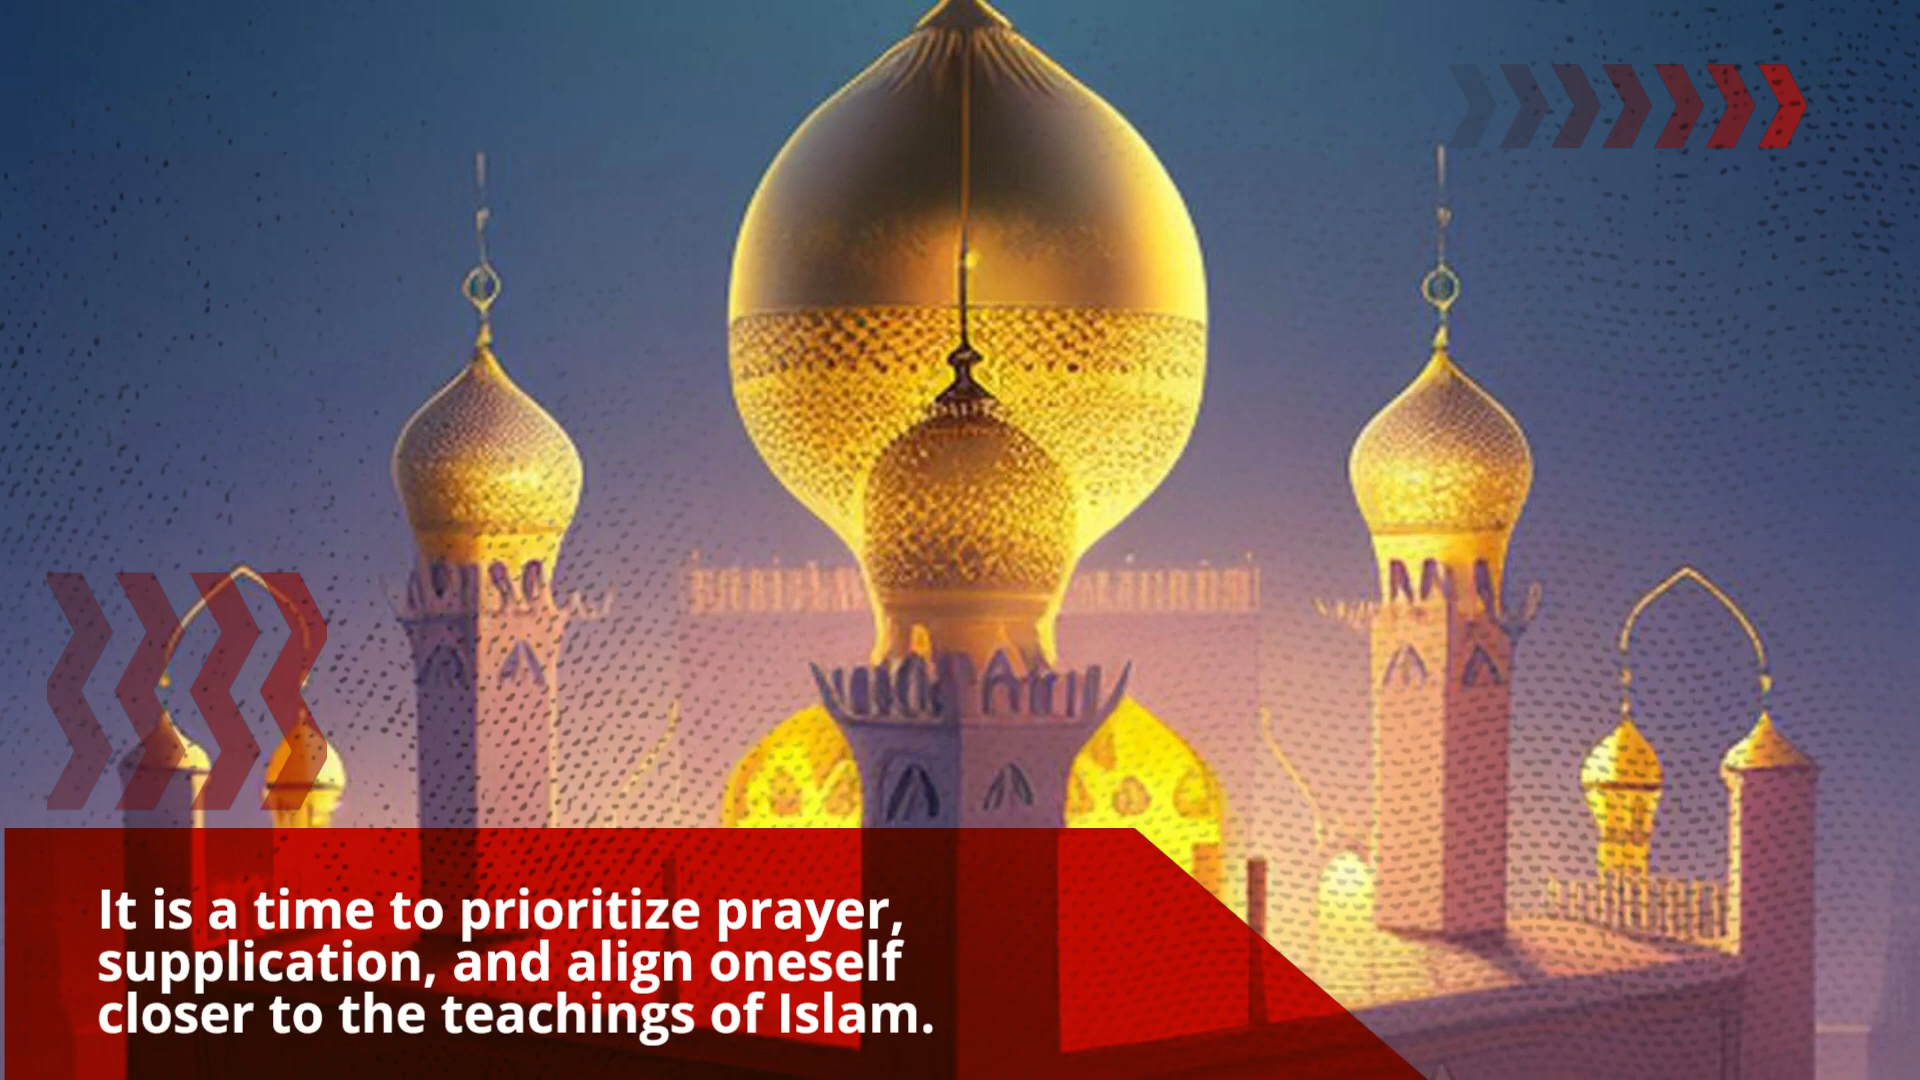 It is a time to prioritize prayer,
supplication, and align oneself
closer to the teachings of Islam.